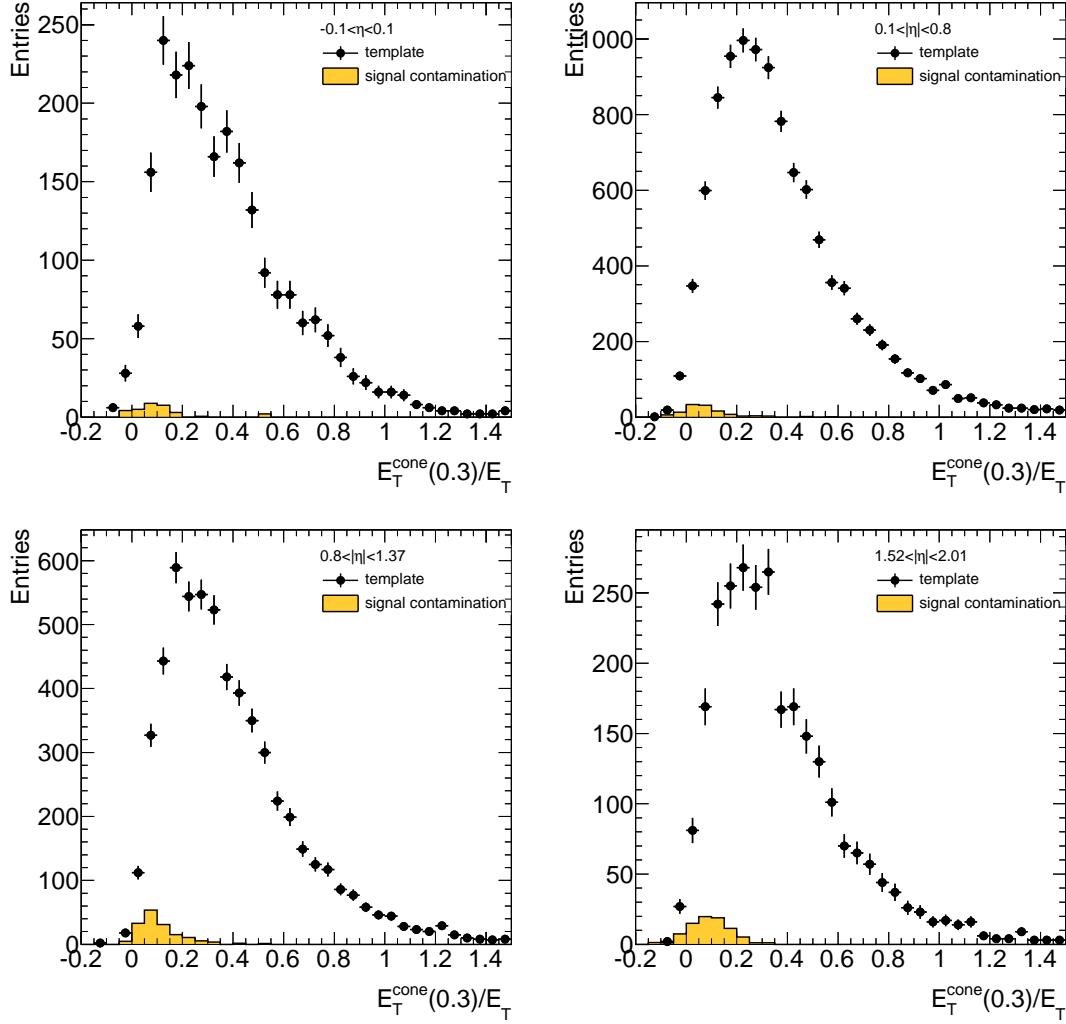 Entries
-0.1<η<0.1
template
signal contamination
250
200
150
100
50
0
-0.2 0 0.2 0.4 0.6 0.8 1 1.2 1.4
E_T^cone(0.3)/E_T
Entries
0.1<|η|<0.8
template
signal contamination
1000
800
600
400
200
0
-0.2 0 0.2 0.4 0.6 0.8 1 1.2 1.4
E_T^cone(0.3)/E_T
Entries
0.8<|η|<1.37
template
signal contamination
600
500
400
300
200
100
0
-0.2 0 0.2 0.4 0.6 0.8 1 1.2 1.4
E_T^cone(0.3)/E_T
Entries
1.52<|η|<2.01
template
signal contamination
250
200
150
100
50
0
-0.2 0 0.2 0.4 0.6 0.8 1 1.2 1.4
E_T^cone(0.3)/E_T